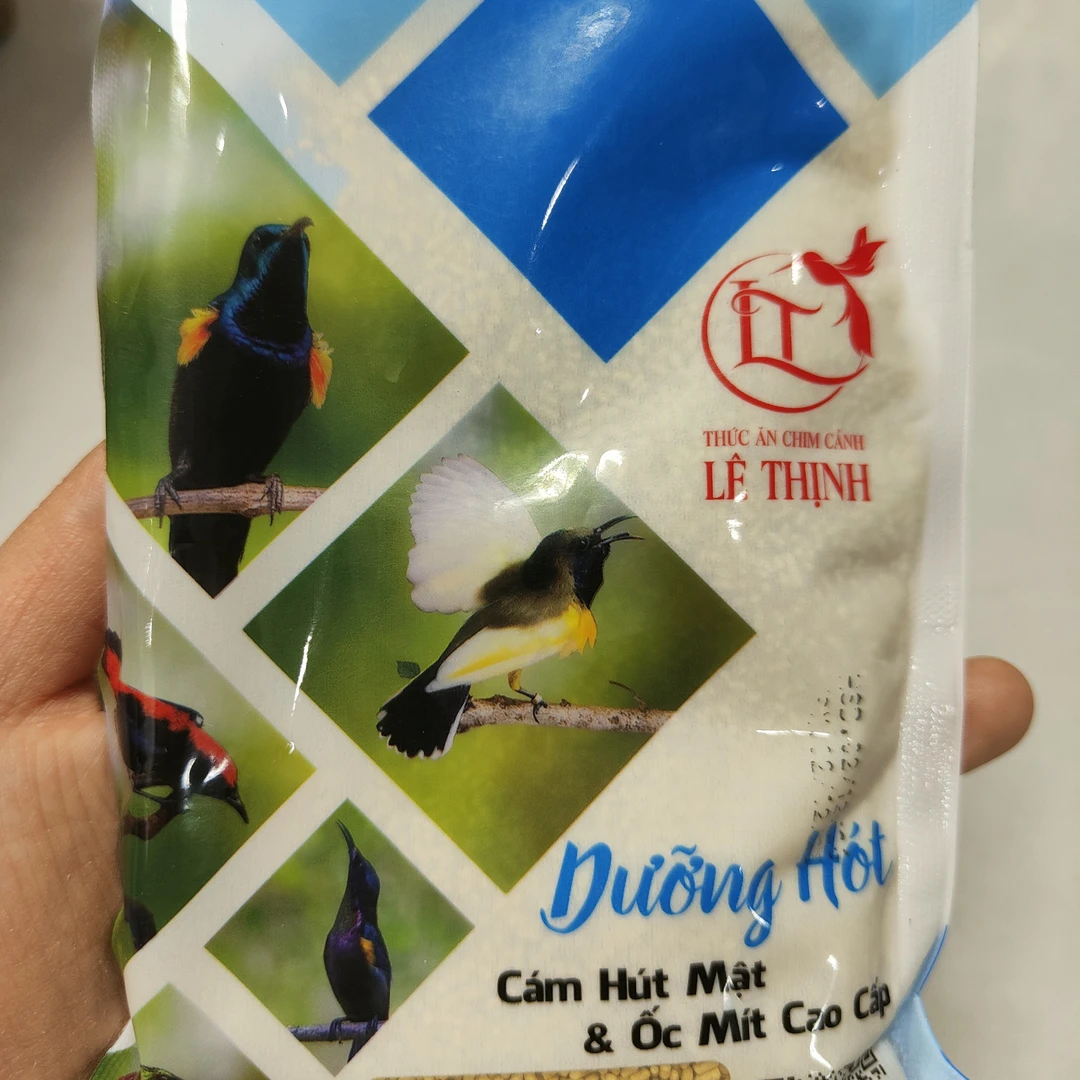 LT
THỨC ĂN CHIM CẢNH
LÊ THỊNH
Dưỡng Hót
Cám Hút Mật
& Ốc Mít Cao Cấp